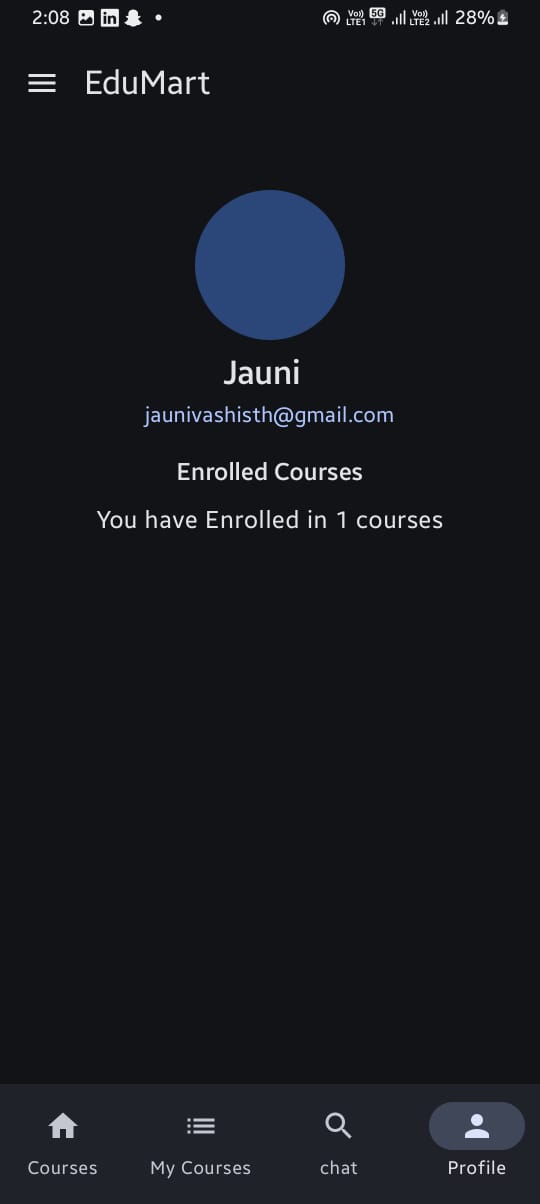 2:08 Vo)) LTE1 5G Vo)) LTE2 28%
EduMart
Jauni
jaunivashisth@gmail.com
Enrolled Courses
You have Enrolled in 1 courses
Courses My Courses chat Profile